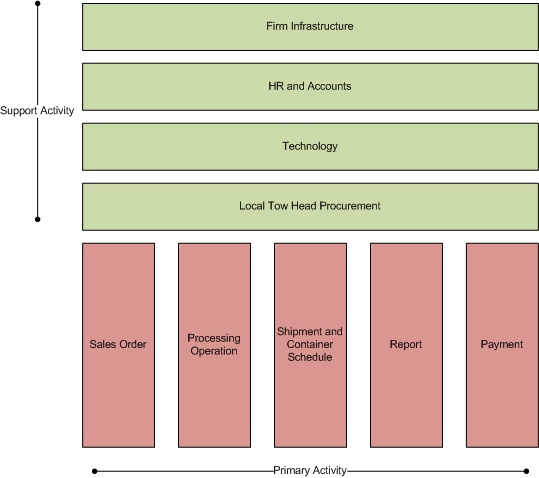 Firm Infrastructure
HR and Accounts
Support Activity
Technology
Local Tow Head Procurement
Sales Order
Processing
Operation
Shipment and
Container
Schedule
Report
Payment
Primary Activity